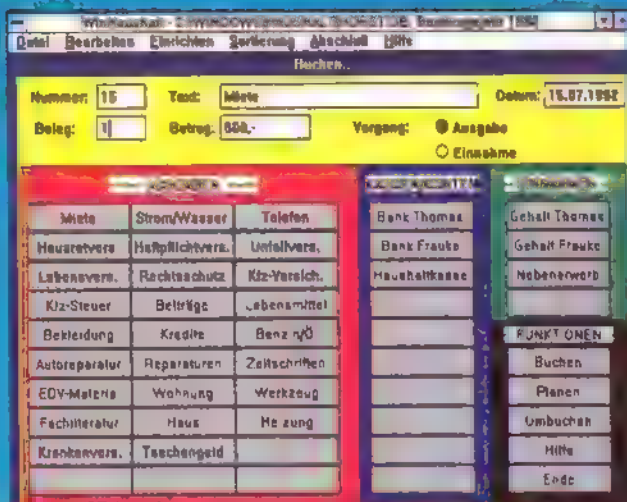 Datei Bearbeiten Einrichten Sortierung Abschluß Hilfe
Buchen..
Nummer: 15 Text: Miete Datum: 15.07.1992
Beleg: 1 Betrag: 650,- Vorgang: Ausgabe
Einnahme
Miete Strom/Wasser Telefon Bank Thomas Gehalt Thomas
Hausratvers. Haftpflichtvers. Unfallvers. Bank Frauke Gehalt Frauke
Lebensvers. Rechtsschutz Kfz-Versich. Haushaltkasse Nebenerwerb
Kfz-Steuer Beiträge Lebensmittel
Bekleidung Kredite Benzin/Öl FUNKTIONEN
Autoreparatur Reparaturen Zeitschriften Buchen
EDV-Materia Wohnung Werkzeug Planen
Fachliteratur Haus Heizung Umbuchen
Krankenvers. Taschengeld Hilfe
Ende